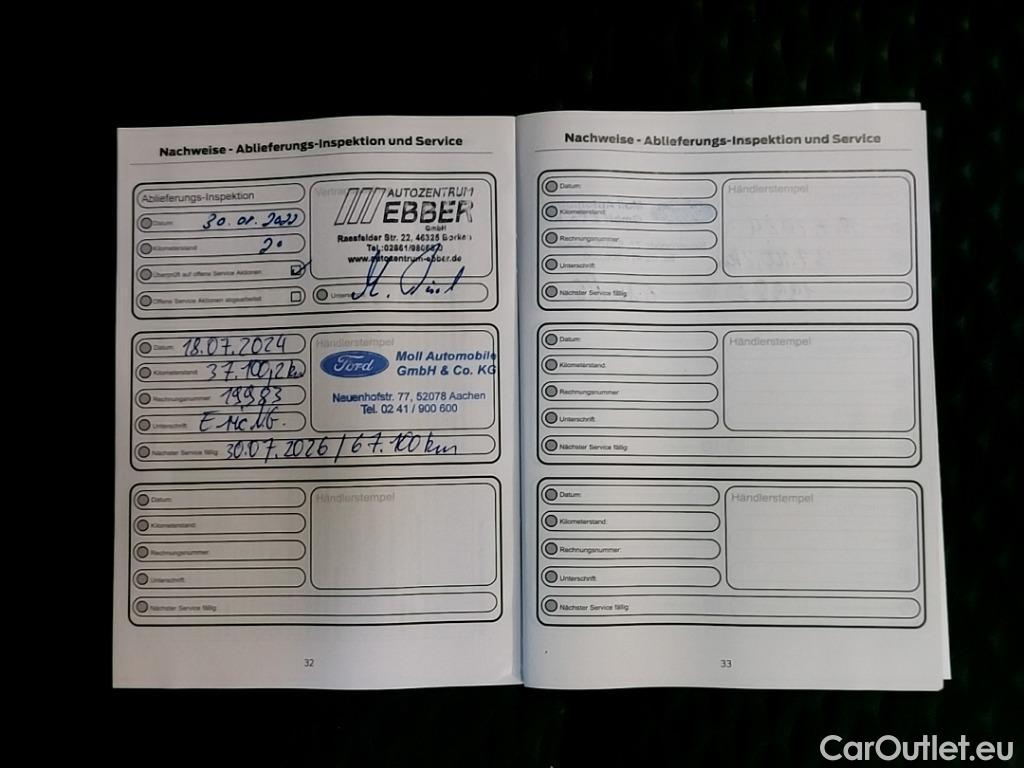 Nachweise - Ablieferungs-Inspektion und Service
Ablieferungs-Inspektion
Datum:
Kilometerstand:
20
Überprüft auf offene Service Aktionen:
Offene Service Aktionen abgearbeitet:
AUTOZENTRUM
EBBER
GmbH
Raesfelder Str. 22, 46325 Borken
www.autozentrum-ebber.de
Datum: 18.07.2024
Kilometerstand: 37.100,2 km
Rechnungsnummer: 19983
Unterschrift:
Nächster Service fällig: 30.07.2026 / 67.100 km
Händlerstempel
Ford
Moll Automobile
GmbH & Co. KG
Neuenhofstr. 77, 52078 Aachen
Tel. 02 41 / 900 600
Datum:
Kilometerstand:
Rechnungsnummer:
Unterschrift:
Nächster Service fällig:
Händlerstempel
32
Nachweise - Ablieferungs-Inspektion und Service
Datum:
Kilometerstand:
Rechnungsnummer:
Unterschrift:
Nächster Service fällig:
Händlerstempel
Datum:
Kilometerstand:
Rechnungsnummer:
Unterschrift:
Nächster Service fällig:
Händlerstempel
Datum:
Kilometerstand:
Rechnungsnummer:
Unterschrift:
Nächster Service fällig
Händlerstempel
33
CarOutlet.eu